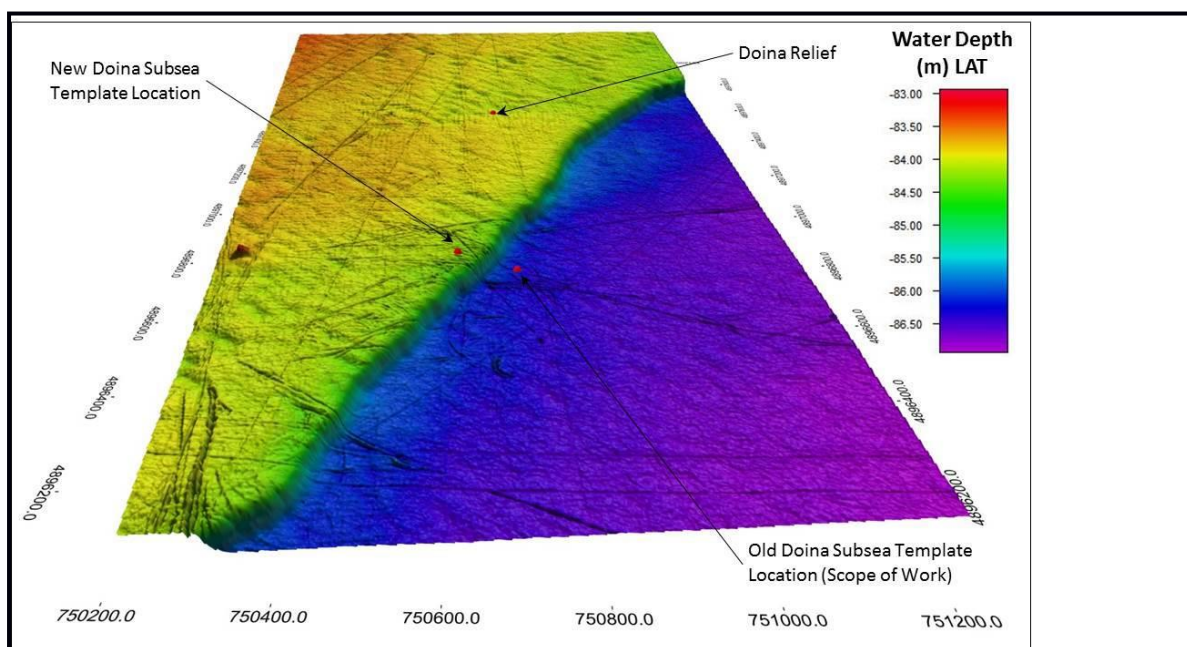 Water Depth
(m) LAT
New Doina Subsea
Template Location
Doina Relief
-83.00
-83.50
-84.00
-84.50
-85.00
-85.50
-86.00
-86.50
4896600.0
4896400.0
4896200.0
4896600.0
4896400.0
4896200.0
Old Doina Subsea Template
Location (Scope of Work)
750200.0
750400.0
750600.0
750800.0
751000.0
751200.0